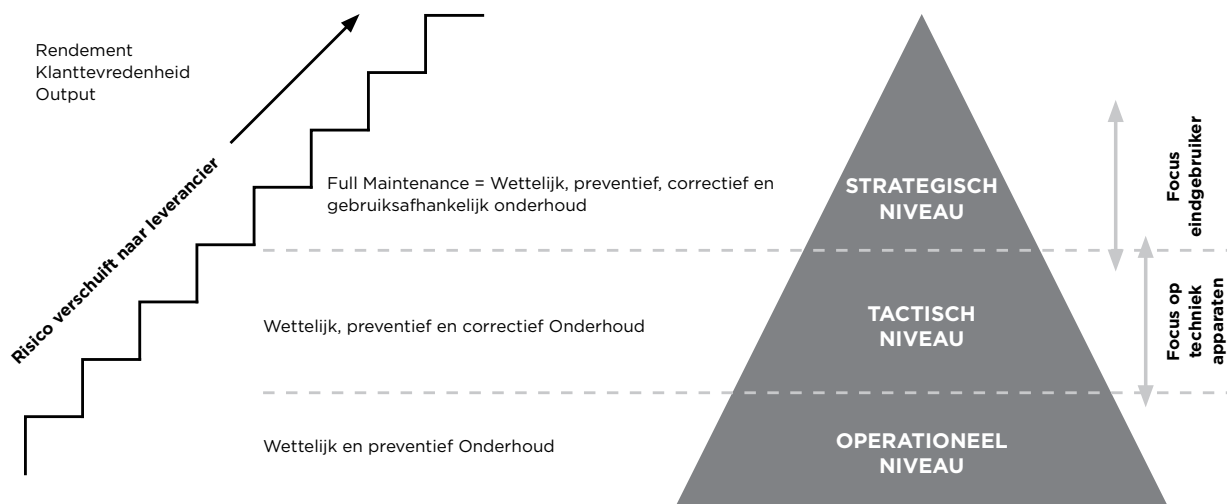 Rendement
Klanttevredenheid
Output
Risico verschuift naar leverancier
Full Maintenance = Wettelijk, preventief, correctief en
gebruiksafhankelijk onderhoud
STRATEGISCH
NIVEAU
Focus
eindgebruiker
Wettelijk, preventief en correctief Onderhoud
TACTISCH
NIVEAU
Focus op
techniek
apparaten
Wettelijk en preventief Onderhoud
OPERATIONEEL
NIVEAU